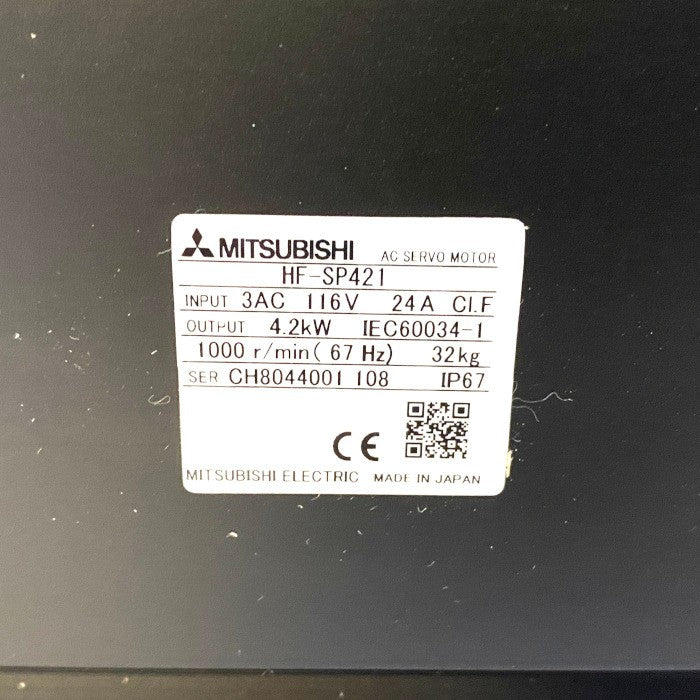 MITSUBISHI AC SERVO MOTOR
HF-SP421
INPUT 3AC 116V 24A CI.F
OUTPUT 4.2kW IEC60034-1
1000 r/min( 67 Hz) 32kg
SER CH8044001 108 IP67
CE
MITSUBISHI ELECTRIC MADE IN JAPAN